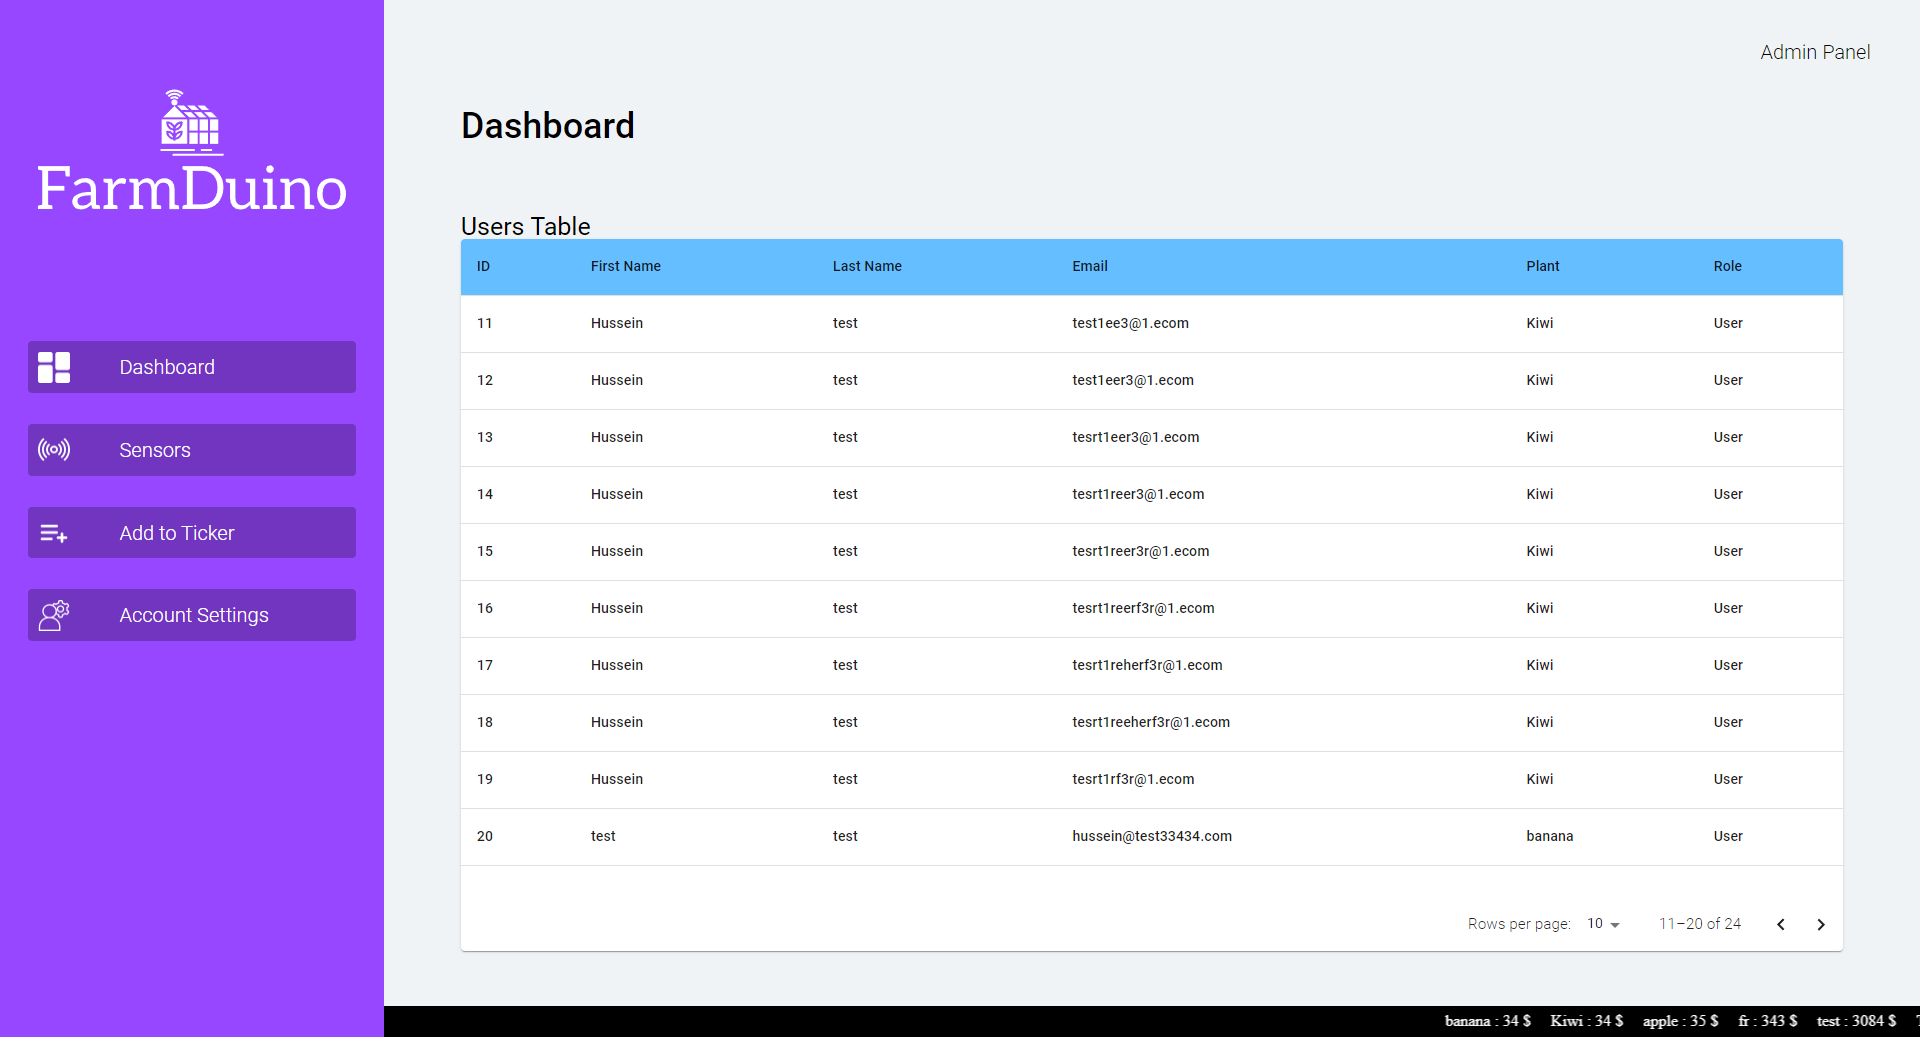 FarmDuino
Dashboard
Sensors
Add to Ticker
Account Settings
Admin Panel
Dashboard
Users Table
ID First Name Last Name Email Plant Role
11 Hussein test test1ee3@1.ecom Kiwi User
12 Hussein test test1eer3@1.ecom Kiwi User
13 Hussein test tesrt1eer3@1.ecom Kiwi User
14 Hussein test tesrt1reer3@1.ecom Kiwi User
15 Hussein test tesrt1reer3r@1.ecom Kiwi User
16 Hussein test tesrt1reerf3r@1.ecom Kiwi User
17 Hussein test tesrt1reherf3r@1.ecom Kiwi User
18 Hussein test tesrt1reeherf3r@1.ecom Kiwi User
19 Hussein test tesrt1rf3r@1.ecom Kiwi User
20 test test hussein@test33434.com banana User
Rows per page: 10 11–20 of 24
banana : 34 $ Kiwi : 34 $ apple : 35 $ fr : 343 $ test : 3084 $